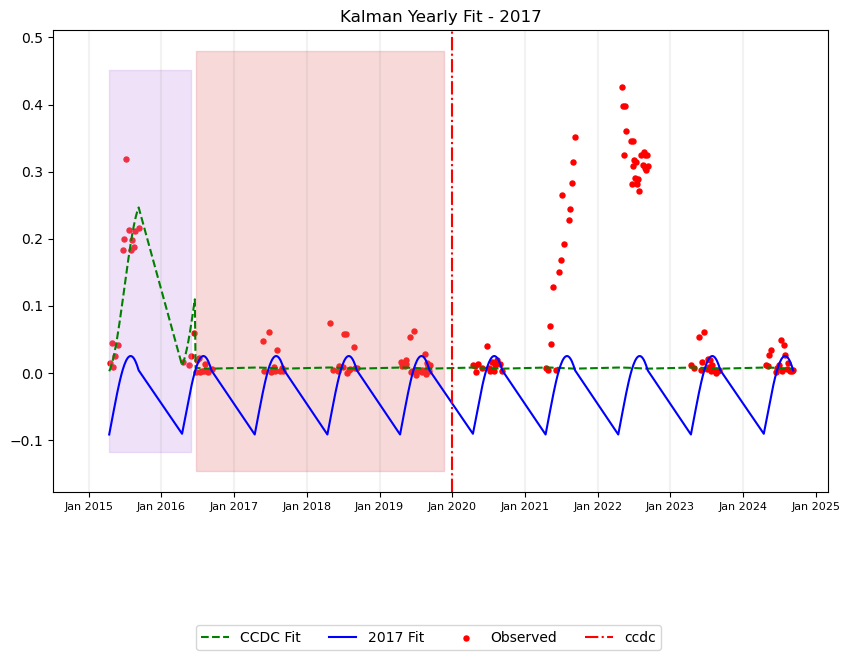 Kalman Yearly Fit - 2017
0.5
0.4
0.3
0.2
0.1
0.0
−0.1
Jan 2015 Jan 2016 Jan 2017 Jan 2018 Jan 2019 Jan 2020 Jan 2021 Jan 2022 Jan 2023 Jan 2024 Jan 2025
CCDC Fit 2017 Fit Observed ccdc